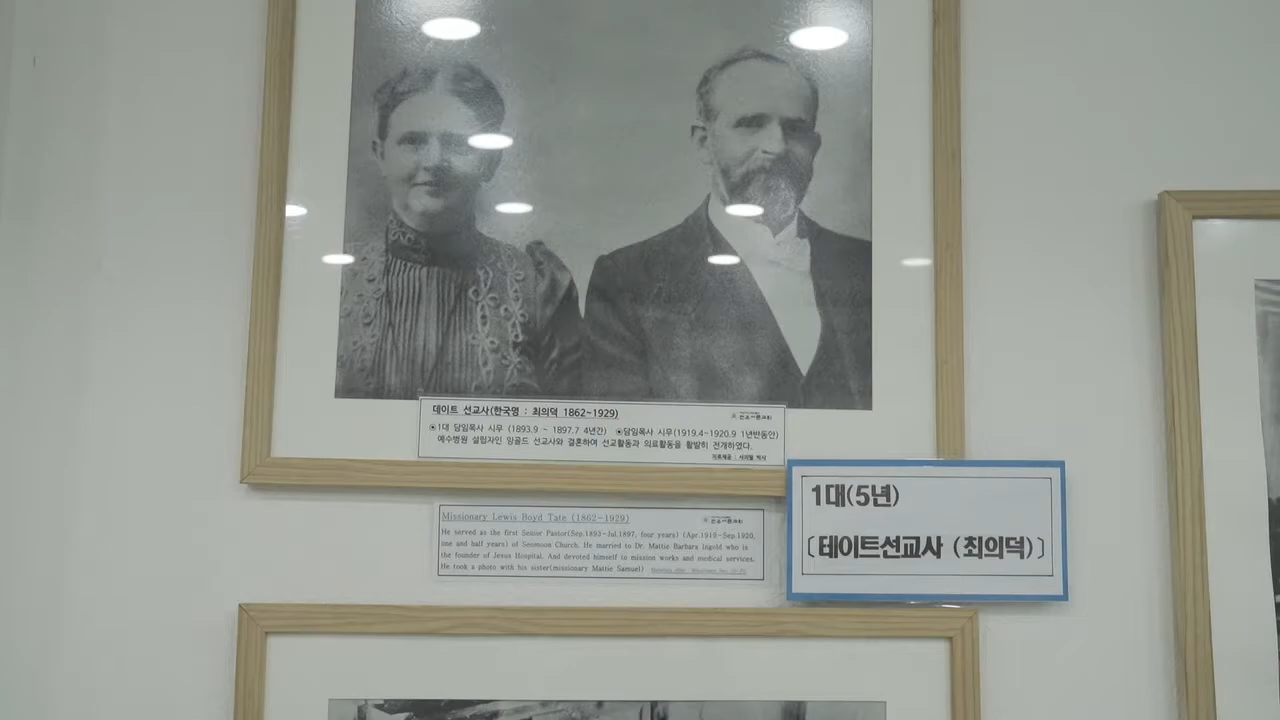 데이트 선교사(한국명 : 최의덕 1862~1929)
◉1대 담임목사 시무 (1893.9 ~ 1897.7 4년간) ◉담임목사 시무(1919.4~1920.9 1년반동안)
예수병원 설립자인 잉골드 선교사와 결혼하여 선교활동과 의료활동을 활발히 전개하였다.
Missionary Lewis Boyd Tate (1862-1929)
He served as the first Senior Pastor(Sep.1893-Jul.1897, four years) (Apr.1919-Sep.1920,
one and half years) of Seomoon Church. He married to Dr. Mattie Barbara Ingold who is
the founder of Jesus Hospital. And devoted himself to mission works and medical services.
He took a photo with his sister(missionary Mattie Samuel)
1대(5년)
〔테이트선교사 (최의덕)〕